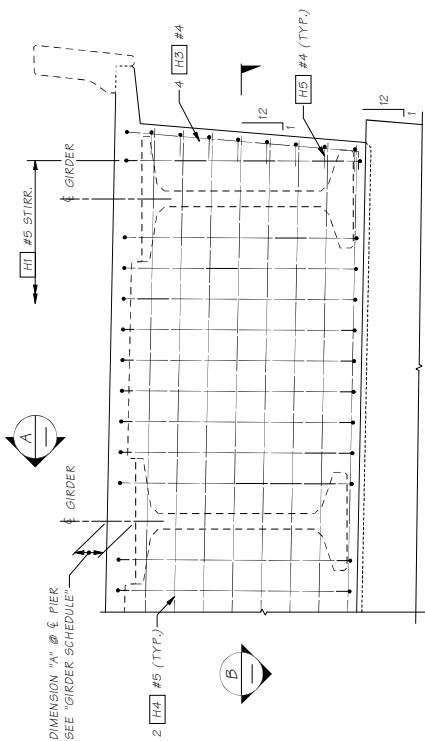 DIMENSION "A" @ ℄ PIER
SEE "GIRDER SCHEDULE"
℄ GIRDER
A
℄ GIRDER
H1 #5 STIRR.
4 H3 #4
12
1
H5 #4 (TYP.)
12
1
2 H4 #5 (TYP.)
B